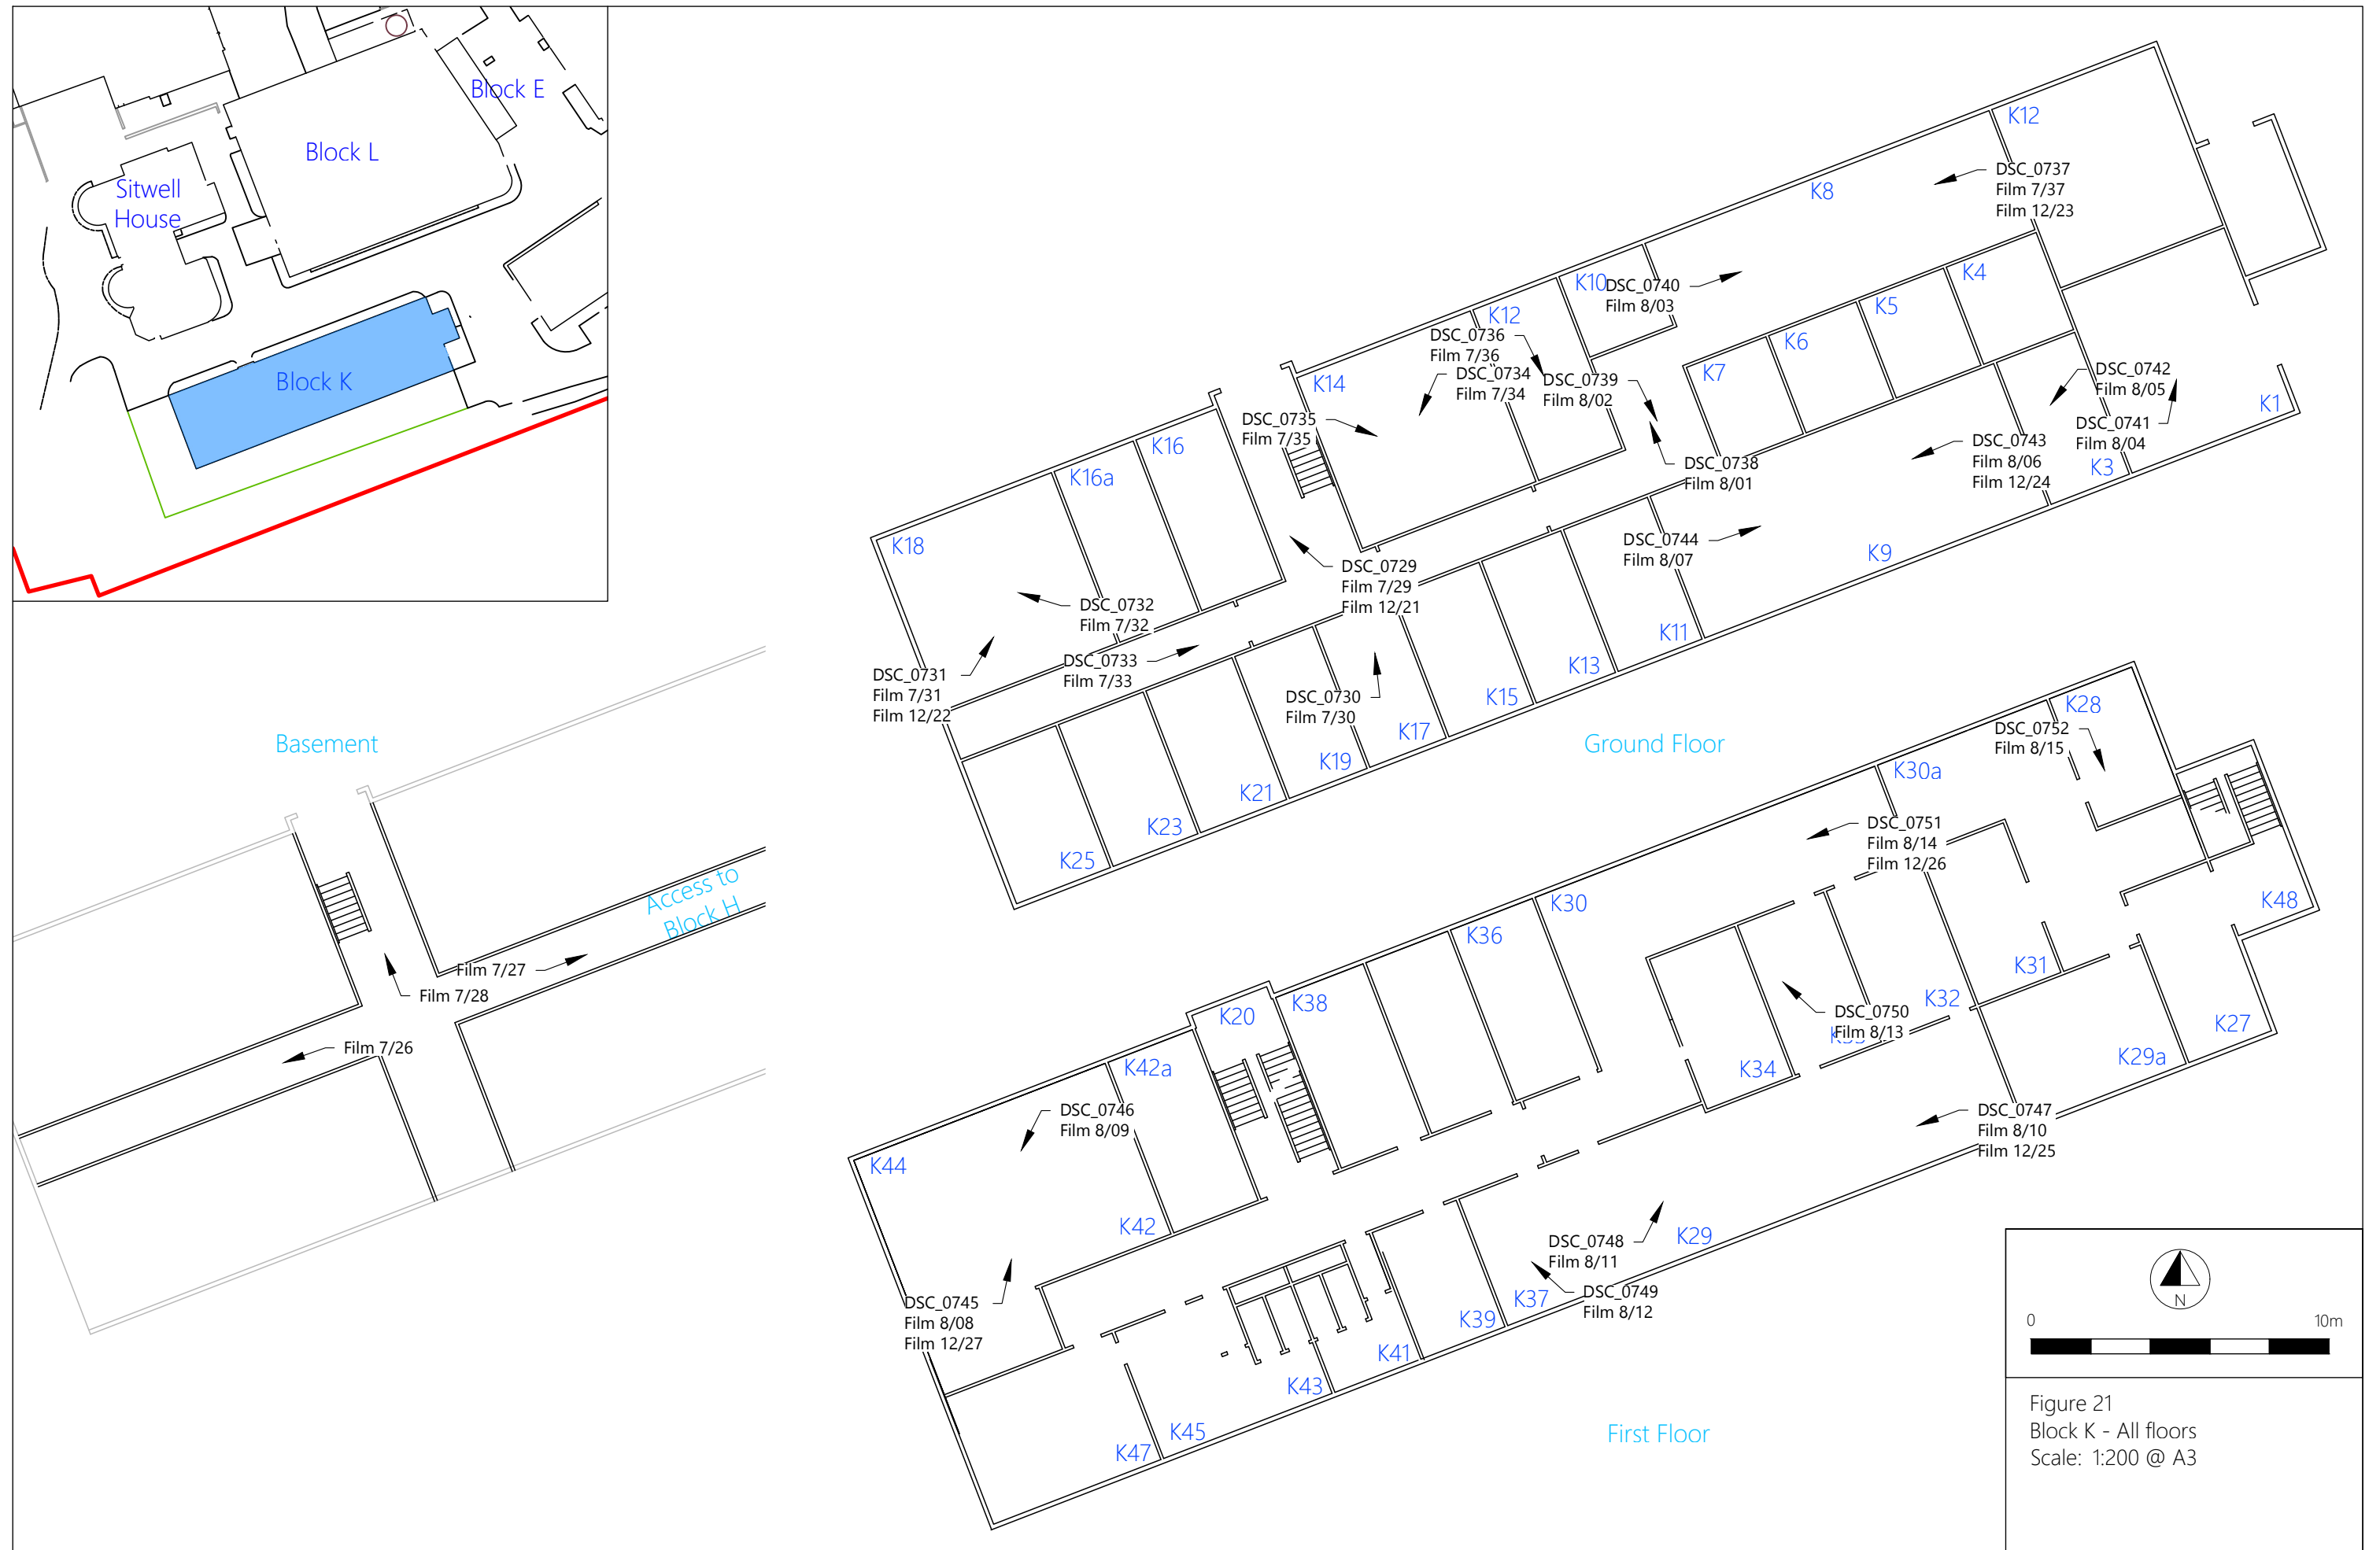 Block E
Block L
Sitwell
House
Block K
Basement
Access to
Block H
Film 7/27
Film 7/28
Film 7/26
K12
DSC_0737
Film 7/37
Film 12/23
K8
K10
DSC_0740
Film 8/03
K4
K5
K6
K7
K12
DSC_0736
Film 7/36
DSC_0734
Film 7/34
DSC_0739
Film 8/02
K14
DSC_0735
Film 7/35
DSC_0742
Film 8/05
DSC_0741
Film 8/04
K1
K3
DSC_0743
Film 8/06
Film 12/24
DSC_0738
Film 8/01
K16
K16a
K18
DSC_0744
Film 8/07
K9
DSC_0729
Film 7/29
Film 12/21
DSC_0732
Film 7/32
DSC_0733
Film 7/33
DSC_0731
Film 7/31
Film 12/22
DSC_0730
Film 7/30
K11
K13
K15
K17
K19
K21
K23
K25
Ground Floor
K28
DSC_0752
Film 8/15
K30a
DSC_0751
Film 8/14
Film 12/26
K48
K30
K36
K38
K20
K31
K32
DSC_0750
Film 8/13
K27
K29a
K34
K42a
DSC_0746
Film 8/09
K44
K42
DSC_0747
Film 8/10
Film 12/25
DSC_0748
Film 8/11
K29
DSC_0749
Film 8/12
K37
K39
K41
K43
K45
K47
DSC_0745
Film 8/08
Film 12/27
First Floor
N
0
10m
Figure 21
Block K - All floors
Scale: 1:200 @ A3